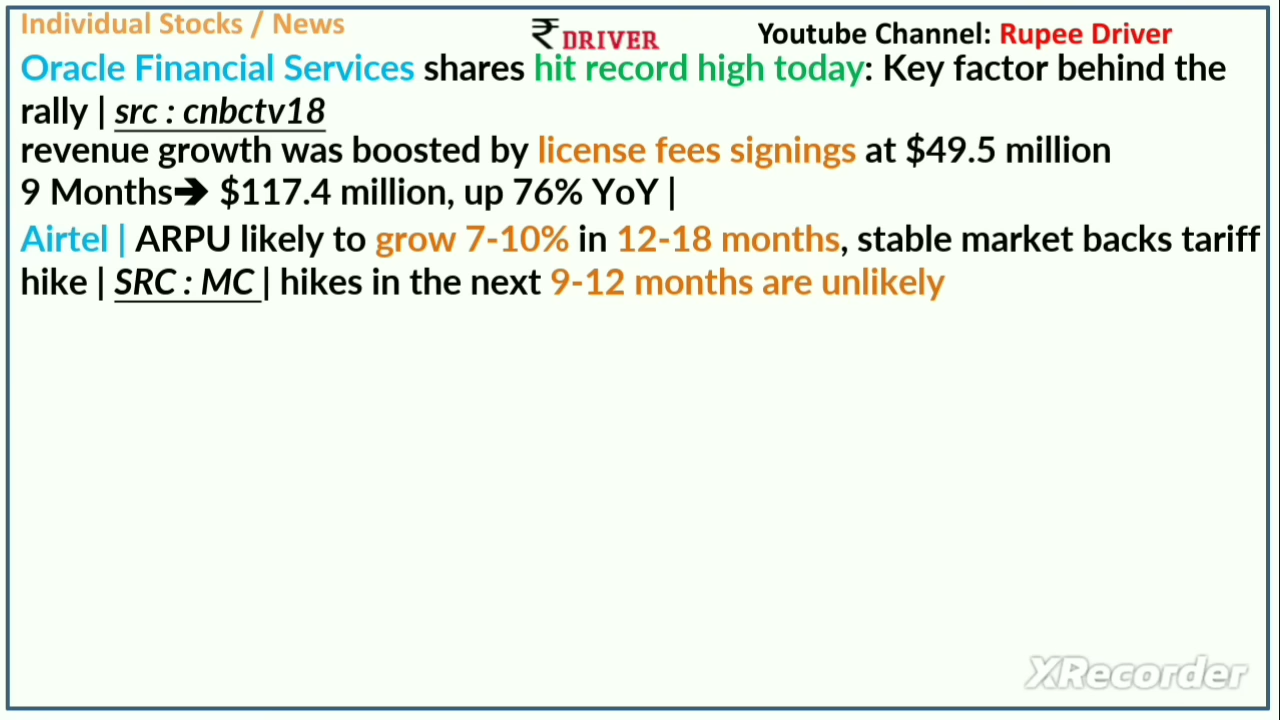 Individual Stocks / News
₹ DRIVER
Youtube Channel: Rupee Driver
Oracle Financial Services shares hit record high today: Key factor behind the
rally | src : cnbctv18
revenue growth was boosted by license fees signings at $49.5 million
9 Months➔ $117.4 million, up 76% YoY |
Airtel | ARPU likely to grow 7-10% in 12-18 months, stable market backs tariff
hike | SRC : MC | hikes in the next 9-12 months are unlikely
XRecorder